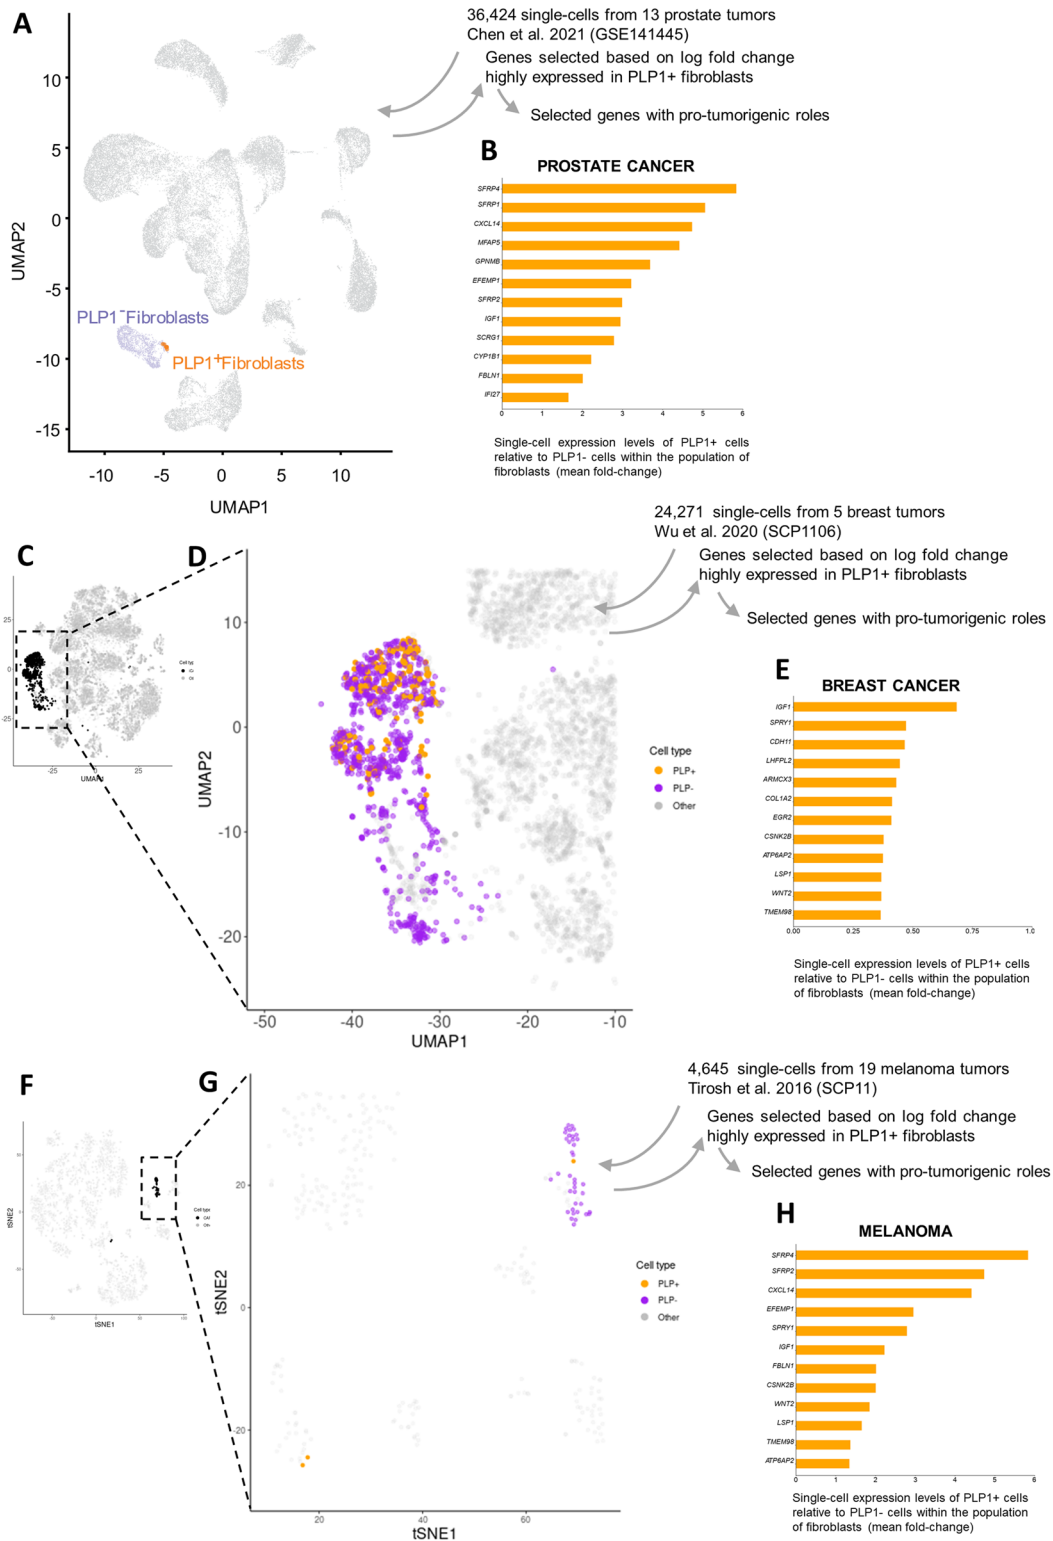 A
36,424 single-cells from 13 prostate tumors
Chen et al. 2021 (GSE141445)
Genes selected based on log fold change
highly expressed in PLP1+ fibroblasts
Selected genes with pro-tumorigenic roles
UMAP2
10
5
0
-5
-10
-15
PLP1-Fibroblasts
PLP1+Fibroblasts
-10
-5
0
5
10
UMAP1
B
PROSTATE CANCER
SFRP4
SFRP1
CXCL14
MFAP5
GPNMB
EFEMP1
SFRP2
IGF1
SCRG1
CYP1B1
FBLN1
IFI27
0
1
2
3
4
5
6
Single-cell expression levels of PLP1+ cells
relative to PLP1- cells within the population of
fibroblasts (mean fold-change)
24,271 single-cells from 5 breast tumors
Wu et al. 2020 (SCP1106)
Genes selected based on log fold change
highly expressed in PLP1+ fibroblasts
Selected genes with pro-tumorigenic roles
C
25
0
-25
-25
0
25
Cell ty
D
UMAP2
10
0
-10
-20
-50
-40
-30
-20
-10
UMAP1
Cell type
PLP+
PLP-
Other
E
BREAST CANCER
IGF1
SPRY1
CDH11
LHFPL2
ARMCX3
COL1A2
EGR2
CSNK2B
ATP6AP2
LSP1
WNT2
TMEM98
0.00
0.25
0.50
0.75
1.0
Single-cell expression levels of PLP1+ cells
relative to PLP1- cells within the population
of fibroblasts (mean fold-change)
4,645 single-cells from 19 melanoma tumors
Tirosh et al. 2016 (SCP11)
Genes selected based on log fold change
highly expressed in PLP1+ fibroblasts
Selected genes with pro-tumorigenic roles
F
tSNE2
tSNE1
Cell type
CAF
G
tSNE2
20
0
-20
20
40
60
tSNE1
Cell type
PLP+
PLP-
Other
H
MELANOMA
SFRP4
SFRP2
CXCL14
EFEMP1
SPRY1
IGF1
FBLN1
CSNK2B
WNT2
LSP1
TMEM98
ATP6AP2
0
1
2
3
4
5
6
Single-cell expression levels of PLP1+ cells
relative to PLP1- cells within the population
of fibroblasts (mean fold-change)